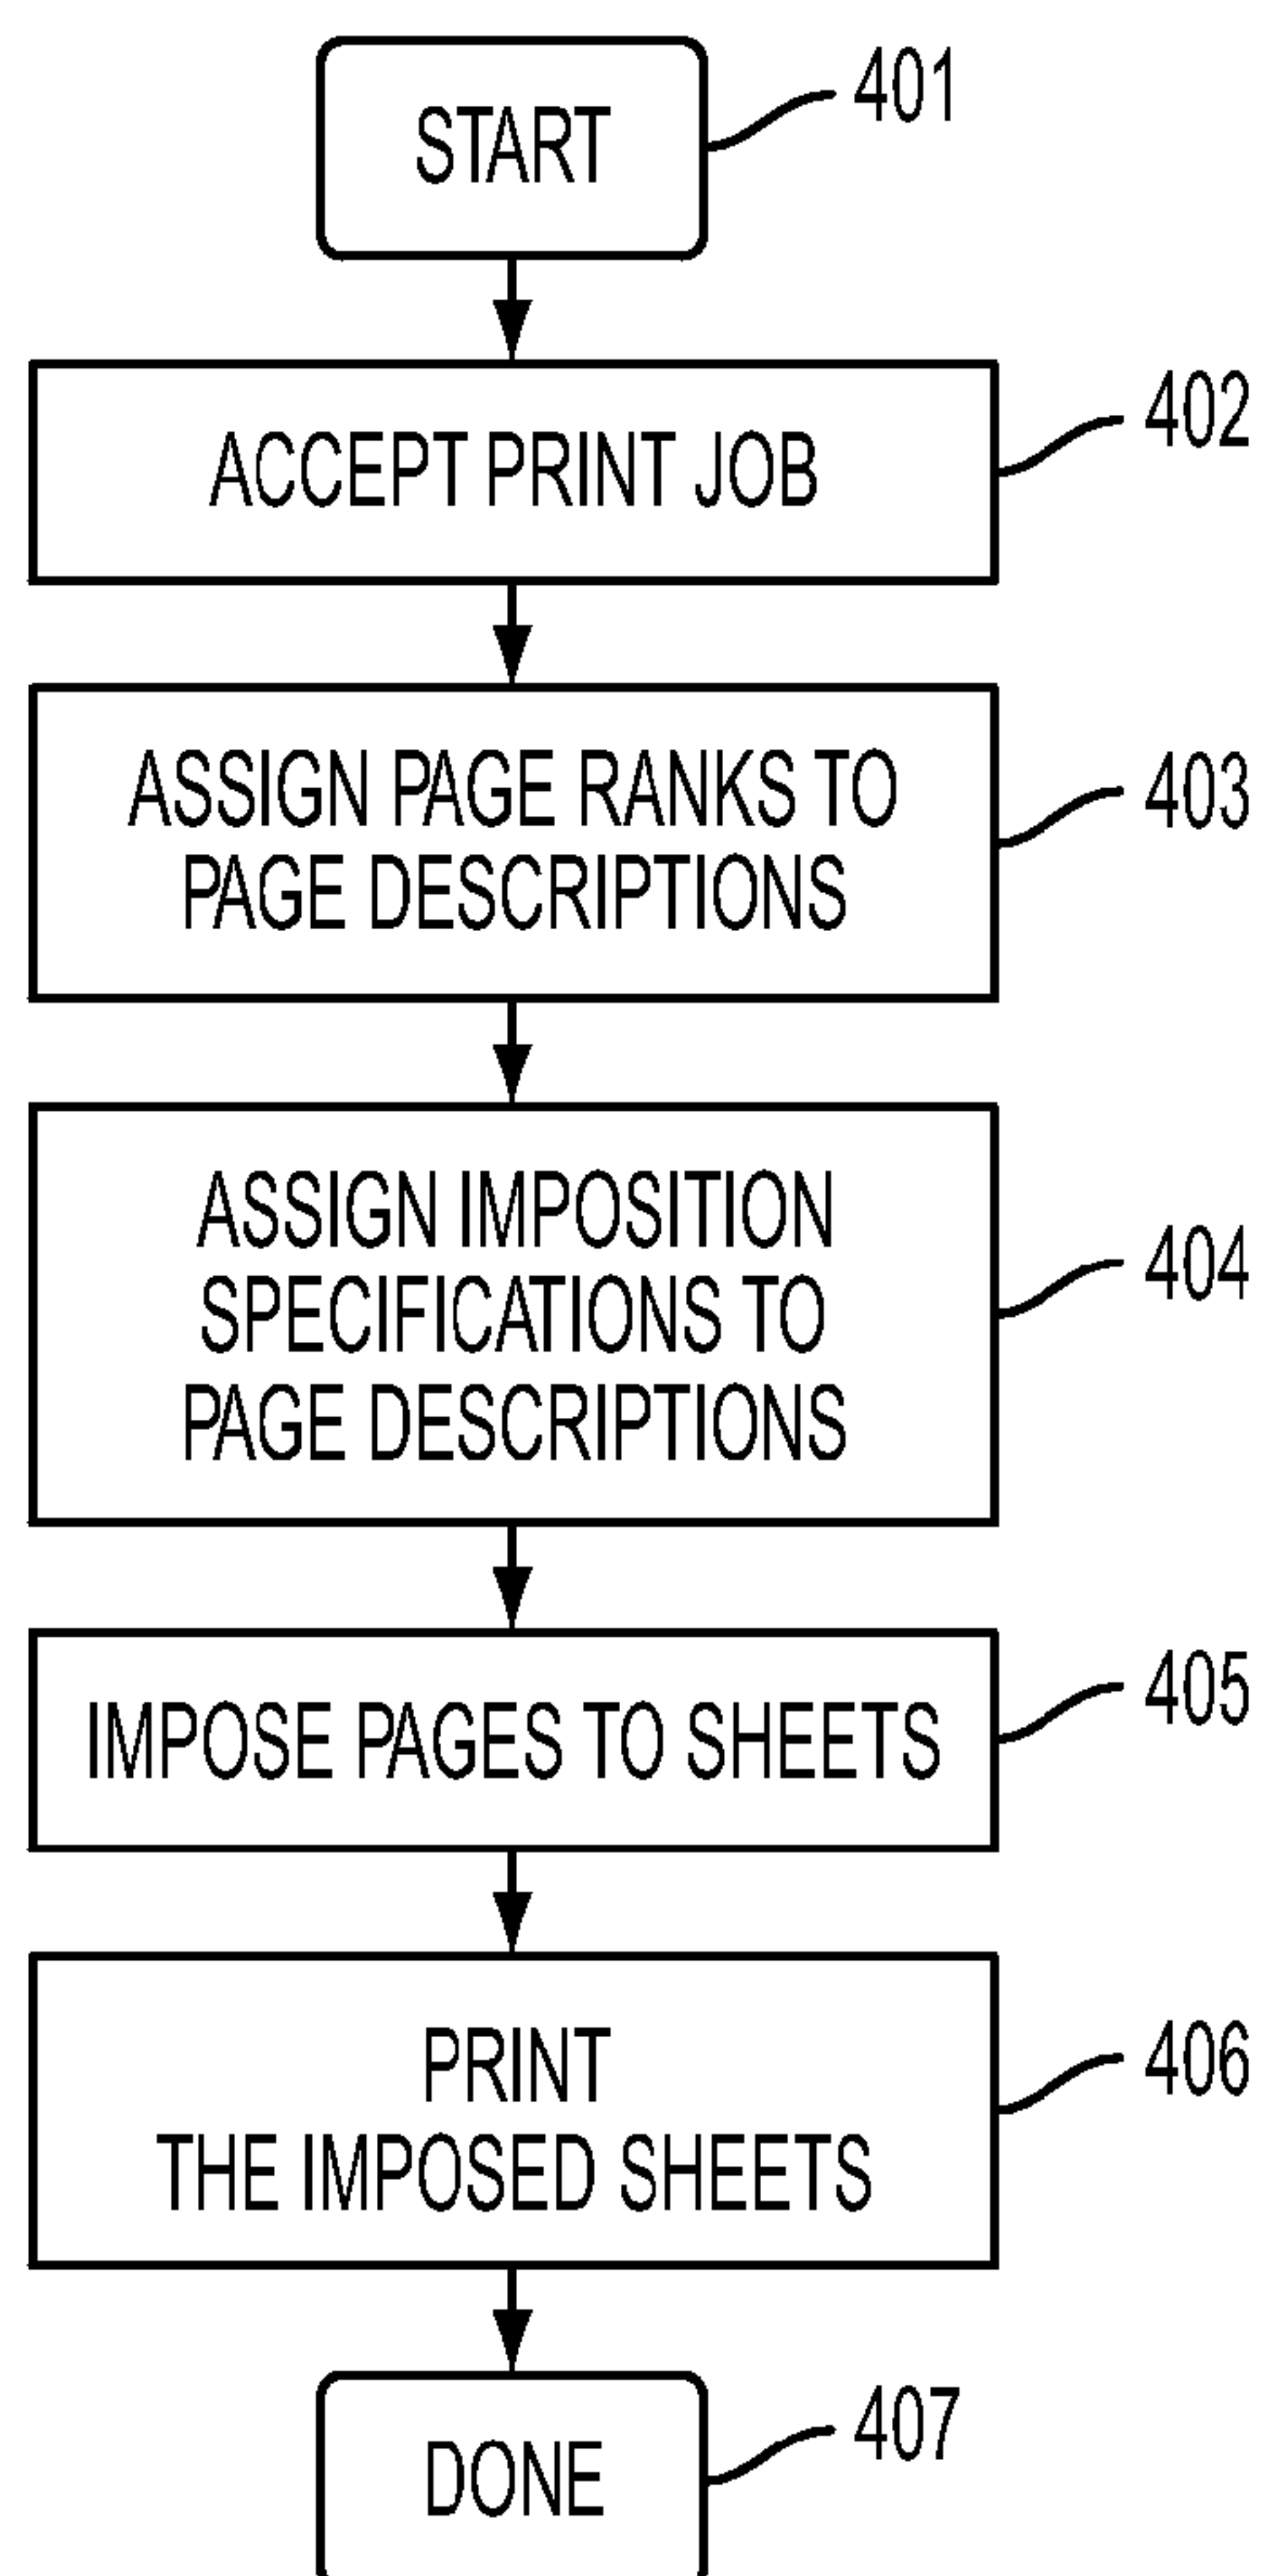 START
401
ACCEPT PRINT JOB
402
ASSIGN PAGE RANKS TO
PAGE DESCRIPTIONS
403
ASSIGN IMPOSITION
SPECIFICATIONS TO
PAGE DESCRIPTIONS
404
IMPOSE PAGES TO SHEETS
405
PRINT
THE IMPOSED SHEETS
406
DONE
407